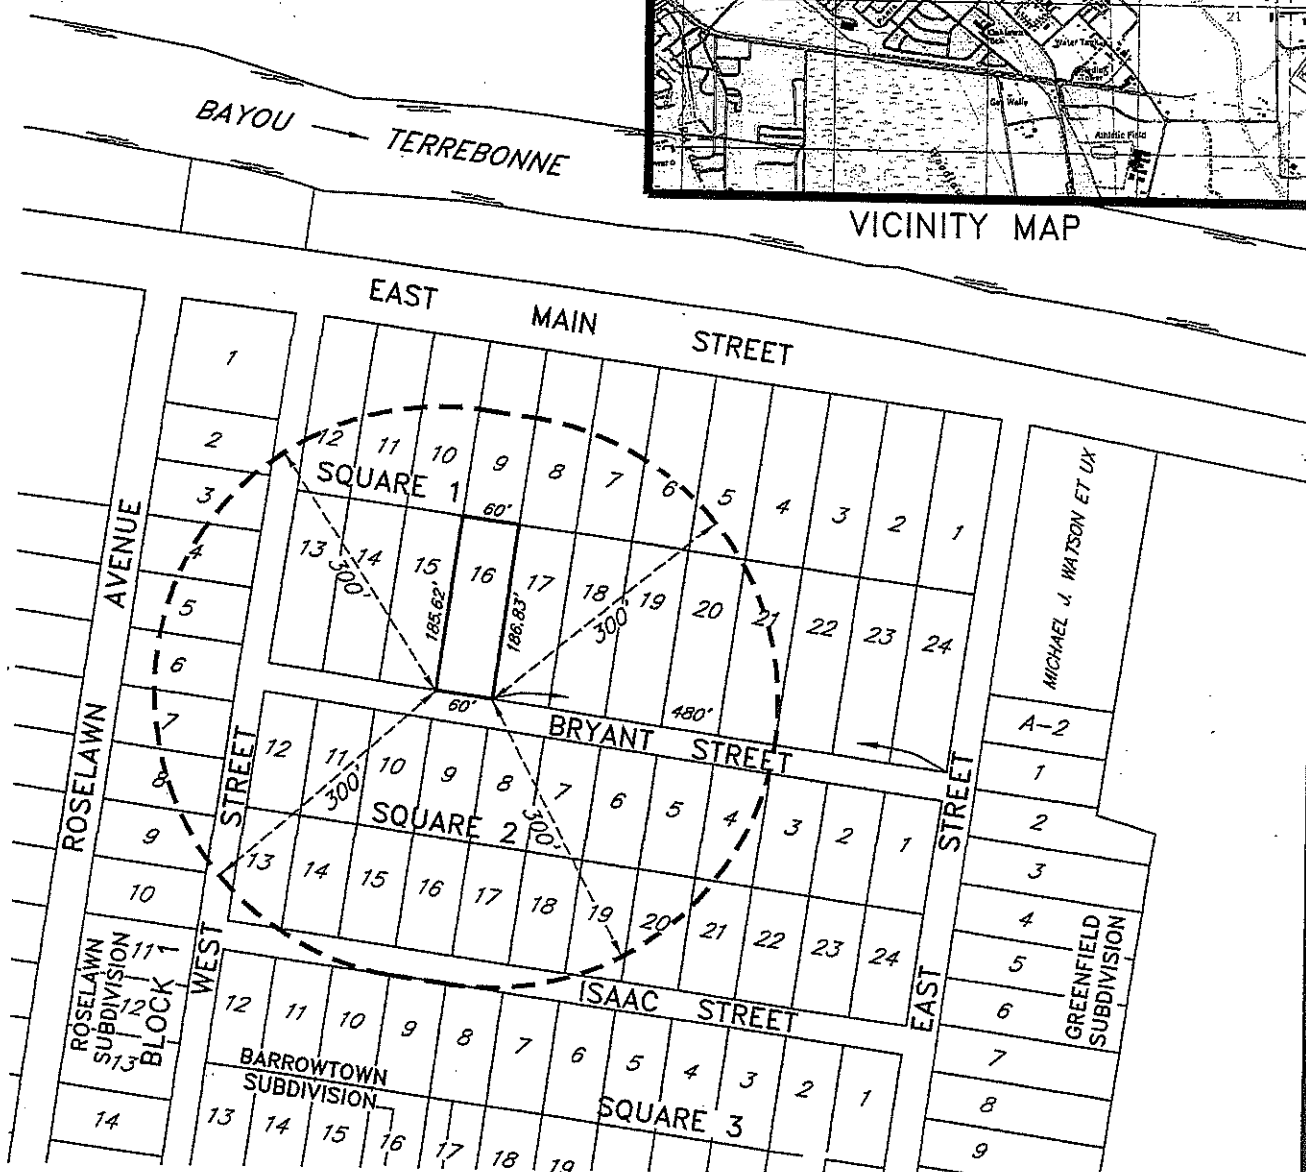 21
Water Tank
Athletic Field
VICINITY MAP
BAYOU → TERREBONNE
EAST MAIN STREET
1
2
3
4
5
6
7
8
9
10
11
12
13
14
ROSELAWN AVENUE
ROSELAWN
SUBDIVISION
BLOCK 1
WEST STREET
12 11 10 9 8 7 6 5 4 3 2 1
SQUARE 1
60'
13 14 15 16 17 18 19 20 21 22 23 24
300'
185.62'
186.83'
300'
60'
480'
BRYANT STREET
12 11 10 9 8 7 6 5 4 3 2 1
300'
SQUARE 2
300'
13 14 15 16 17 18 19 20 21 22 23 24
ISAAC STREET
12 11 10 9 8 7 6 5 4 3 2 1
BARROWTOWN
SUBDIVISION
SQUARE 3
13 14 15 16 17 18 19
EAST STREET
MICHAEL J. WATSON ET UX
A-2
1
2
3
4
5
6
7
8
9
GREENFIELD
SUBDIVISION